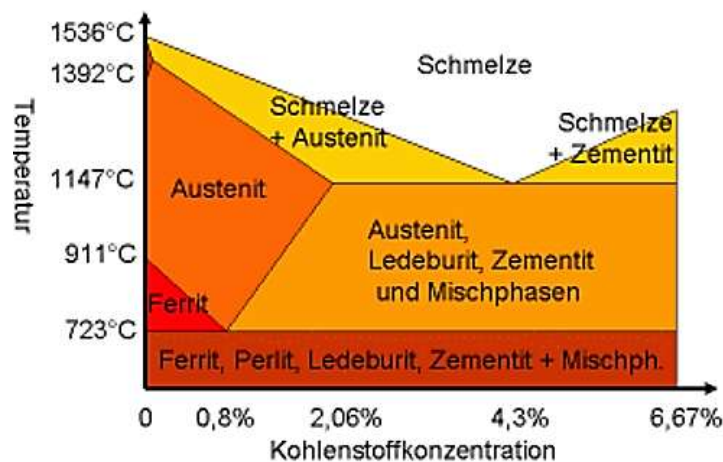 1536°C
1392°C
1147°C
911°C
723°C
Temperatur
Schmelze
Schmelze
+ Austenit
Schmelze
+ Zementit
Austenit
Austenit,
Ledeburit, Zementit
und Mischphasen
Ferrit
Ferrit, Perlit, Ledeburit, Zementit + Mischph.
0
0,8%
2,06%
4,3%
6,67%
Kohlenstoffkonzentration